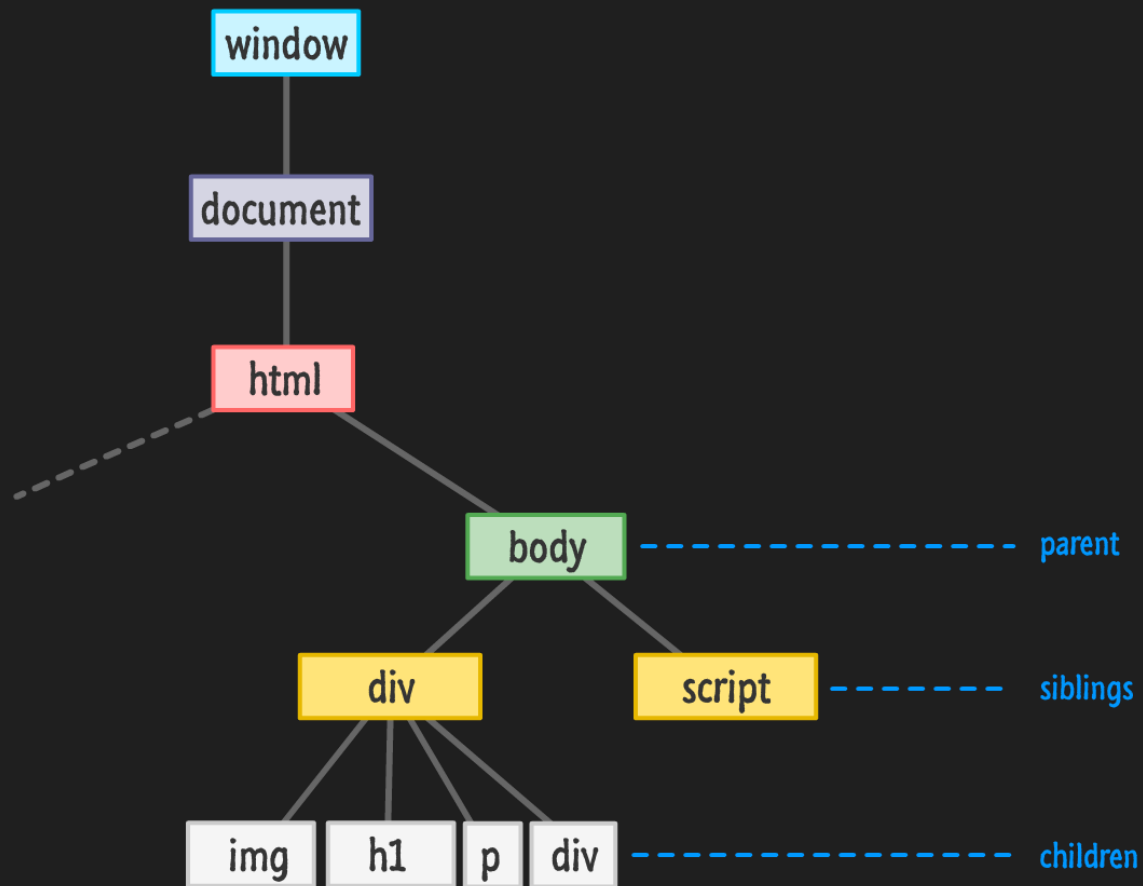 window
document
html
body parent
div script siblings
img h1 p div children